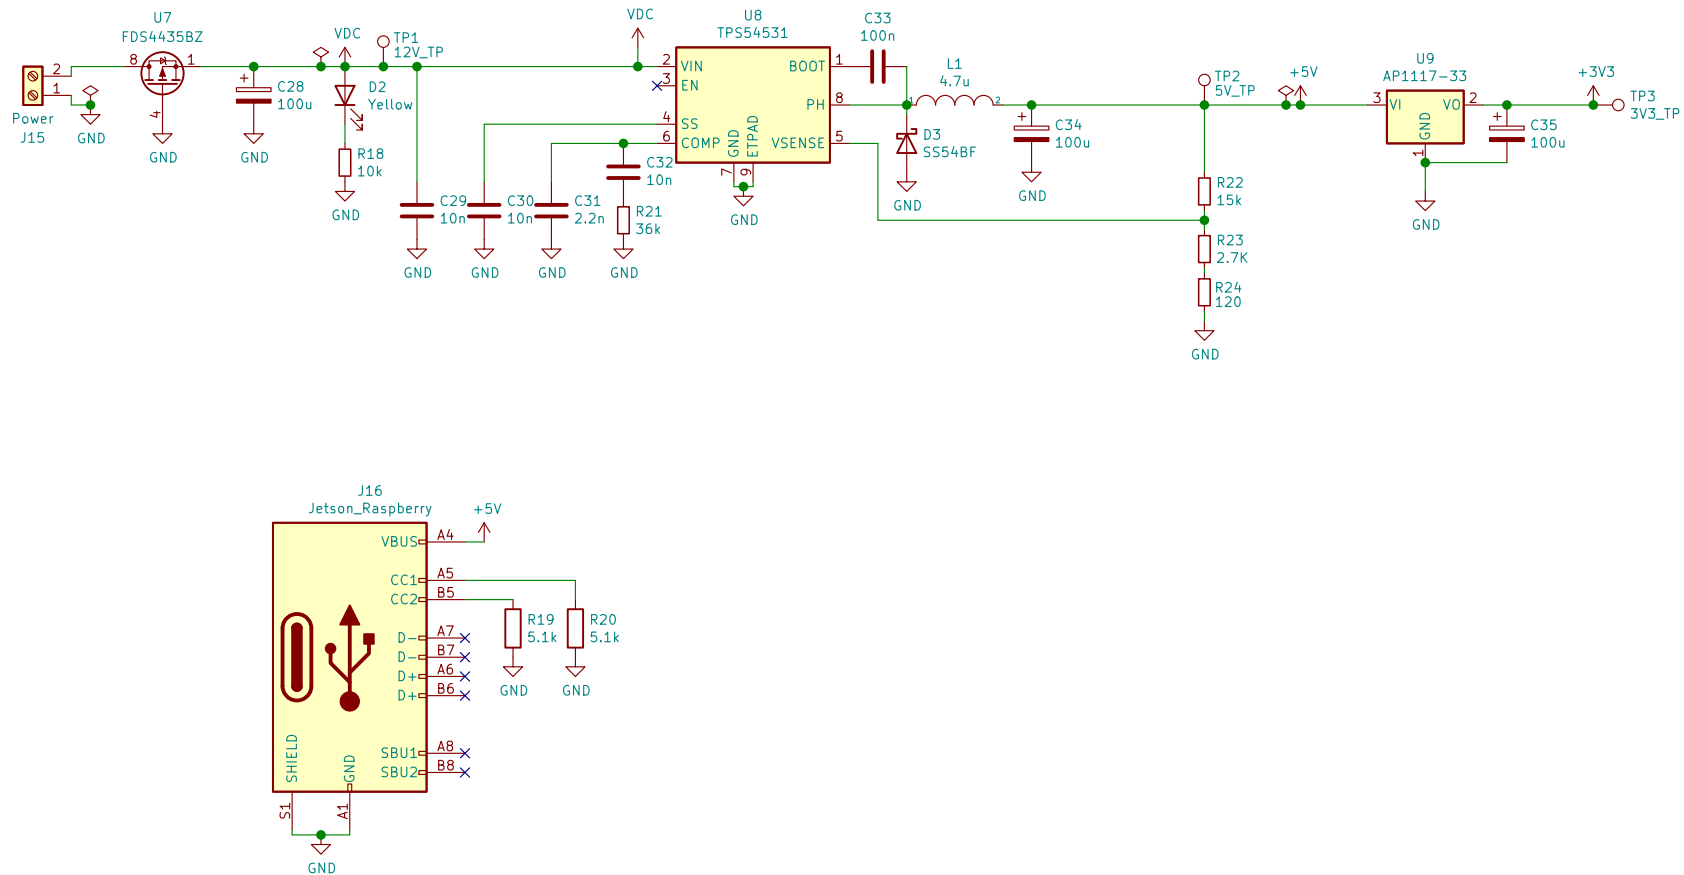 U7
FDS4435BZ
8
1
4
GND
2
1
Power
J15
GND
C28
100u
GND
VDC
D2
Yellow
R18
10k
GND
TP1
12V_TP
C29
10n
GND
C30
10n
GND
C31
2.2n
GND
C32
10n
R21
36k
GND
VDC
U8
TPS54531
2
VIN
3
EN
4
SS
6
COMP
BOOT
1
PH
8
VSENSE
5
GND
ETPAD
7
9
GND
C33
100n
D3
SS54BF
GND
L1
4.7u
1
2
C34
100u
GND
TP2
5V_TP
R22
15k
R23
2.7K
R24
120
GND
+5V
U9
AP1117-33
3
VI
VO
2
GND
1
GND
C35
100u
+3V3
TP3
3V3_TP
J16
Jetson_Raspberry
VBUS
A4
+5V
CC1
A5
CC2
B5
D-
A7
D-
B7
D+
A6
D+
B6
SBU1
A8
SBU2
B8
SHIELD
GND
S1
A1
GND
R19
5.1k
GND
R20
5.1k
GND